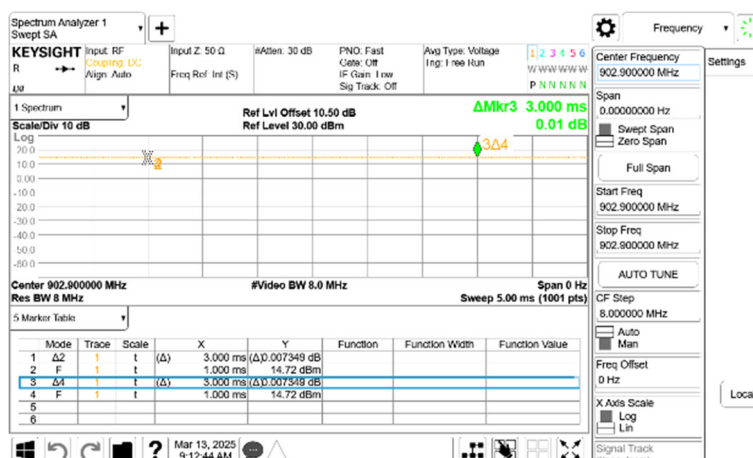 Spectrum Analyzer 1
Swept SA
Frequency
KEYSIGHT Input: RF Input Z: 50 Ω #Atten: 30 dB PNO: Fast Avg Type: Voltage 1 2 3 4 5 6
Coupling: DC Gate: Off Trig: Free Run
R Align: Auto Freq Ref: Int (S) IF Gain: Low W W W W W W
Sig Track: Off
P N N N N N
Center Frequency
902.900000 MHz
Settings
Span
0.00000000 Hz
Swept Span
Zero Span
Full Span
Start Freq
902.900000 MHz
Stop Freq
902.900000 MHz
AUTO TUNE
CF Step
8.000000 MHz
Auto
Man
Freq Offset
0 Hz
X Axis Scale
Log
Lin
Signal Track
Loca
1 Spectrum
Ref Lvl Offset 10.50 dB
ΔMkr3 3.000 ms
Scale/Div 10 dB
Ref Level 30.00 dBm
0.01 dB
Log
20.0
10.0
0.00
-10.0
-20.0
-30.0
-40.0
-50.0
-60.0
3Δ4
Center 902.900000 MHz #Video BW 8.0 MHz Span 0 Hz
Res BW 8 MHz Sweep 5.00 ms (1001 pts)
5 Marker Table
Mode Trace Scale X Y Function Function Width Function Value
1 Δ2 1 t (Δ) 3.000 ms (Δ) 0.007349 dB
2 F 1 t 1.000 ms 14.72 dBm
3 Δ4 1 t (Δ) 3.000 ms (Δ) 0.007349 dB
4 F 1 t 1.000 ms 14.72 dBm
5
6
Mar 13, 2025
9:12:44 AM